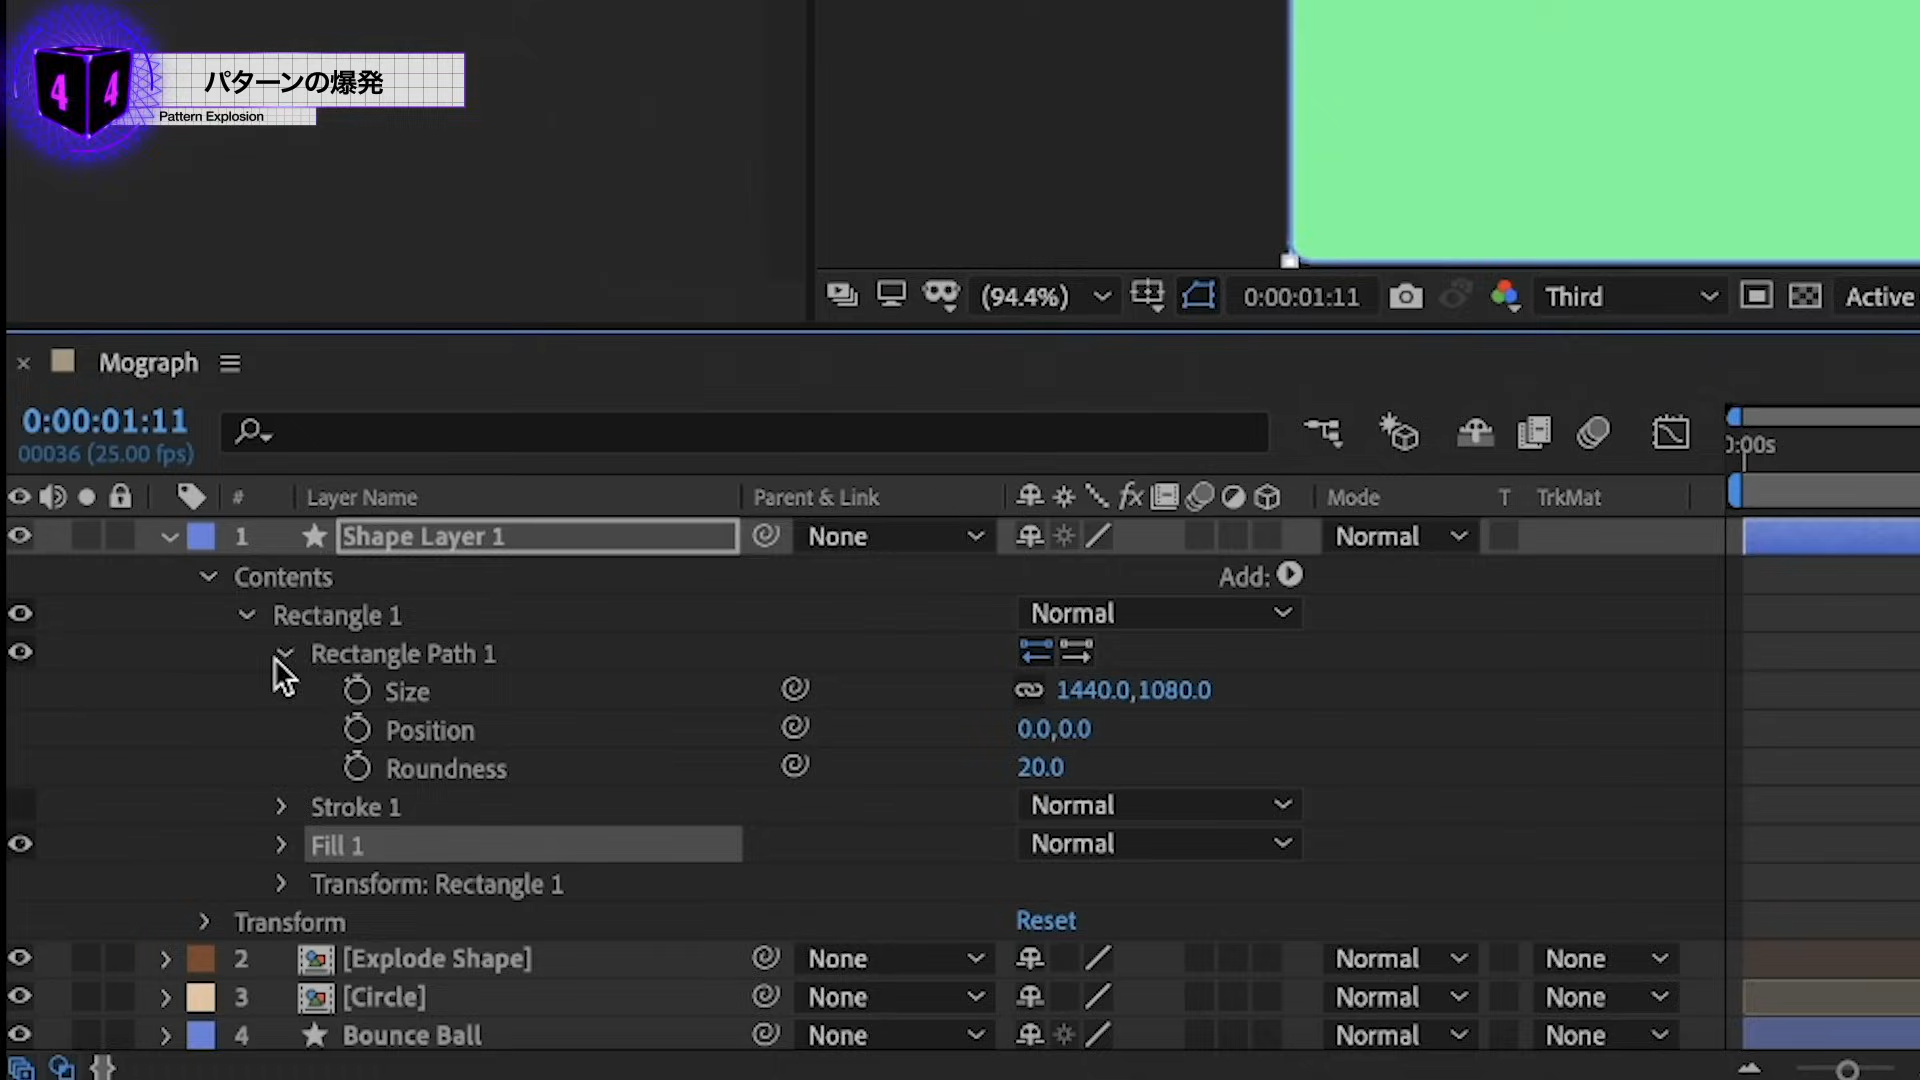 4 4
パターンの爆発
Pattern Explosion
(94.4%) 0:00:01:11 Third Active
Mograph
0:00:01:11
00036 (25.00 fps)
0:00s
# Layer Name Parent & Link fx Mode T TrkMat
1 Shape Layer 1 None Normal
Contents Add:
Rectangle 1 Normal
Rectangle Path 1
Size 1440.0,1080.0
Position 0.0,0.0
Roundness 20.0
Stroke 1 Normal
Fill 1 Normal
Transform: Rectangle 1
Transform Reset
2 [Explode Shape] None Normal None
3 [Circle] None Normal None
4 Bounce Ball None Normal None